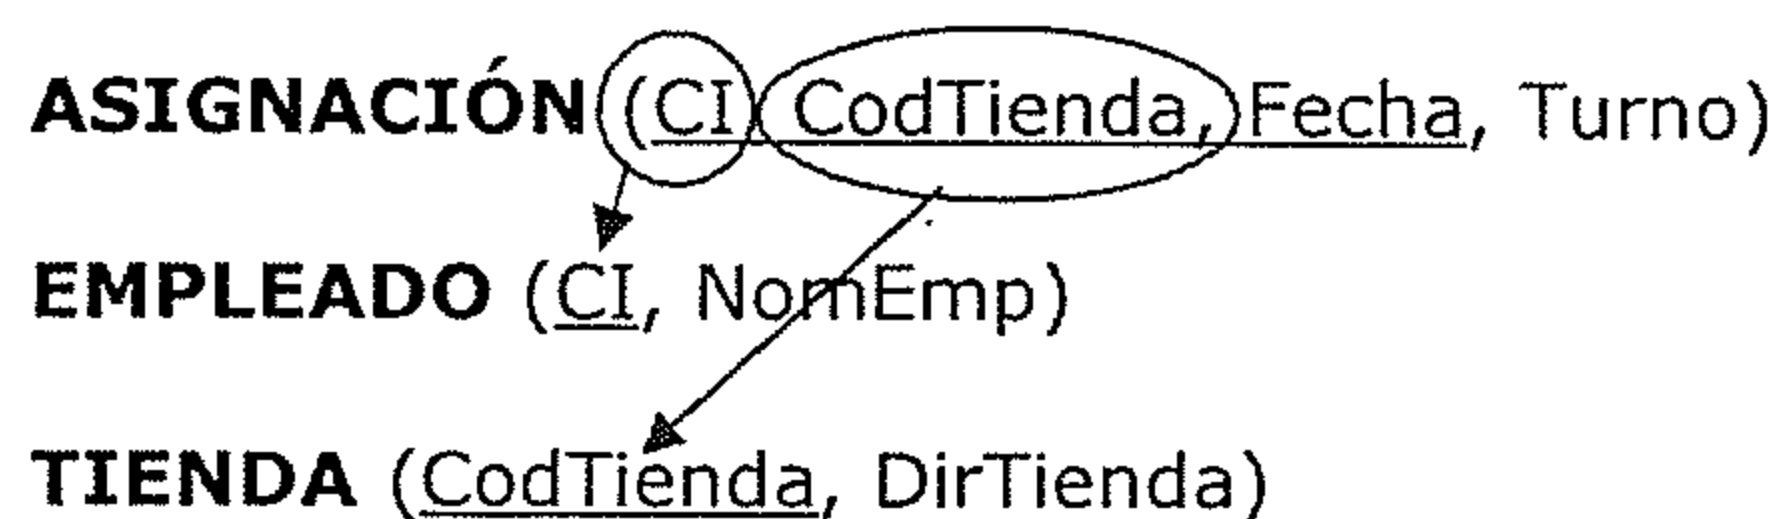 ASIGNACIÓN (CI CodTienda, Fecha, Turno)
EMPLEADO (CI, NomEmp)
TIENDA (CodTienda, DirTienda)